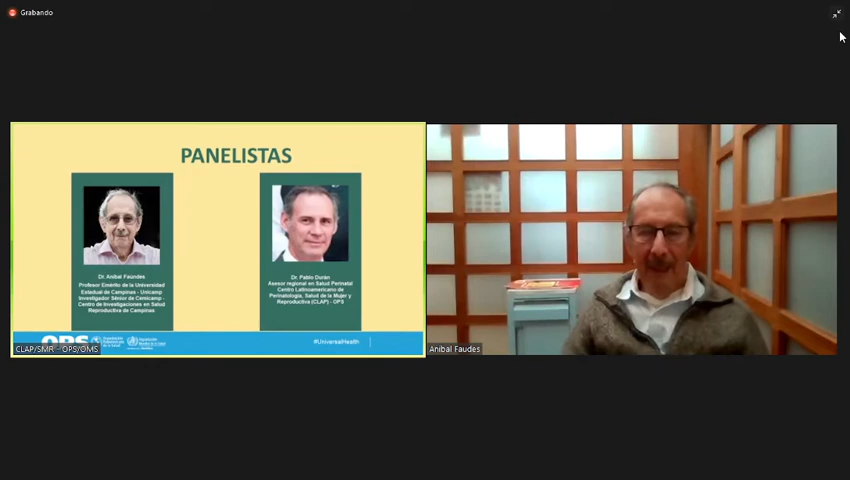 Grabando
PANELISTAS
Dr. Aníbal Faúndes
Profesor Emérito de la Universidad
Estadual de Campinas - Unicamp
Investigador Sênior de Cemicamp -
Centro de Investigaciones en Salud
Reproductiva de Campinas
Dr. Pablo Durán
Asesor regional en Salud Perinatal
Centro Latinoamericano de
Perinatología, Salud de la Mujer y
Reproductiva (CLAP) - OPS
OPS
#UniversalHealth
CLAP/SMR - OPS/OMS
Anibal Faudes